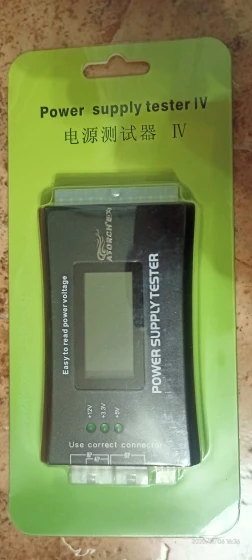 Power supply tester IV
电源测试器 IV
ATORCH
Easy to read power voltage
POWER SUPPLY TESTER
+12V +3.3V +5V
Use correct connector